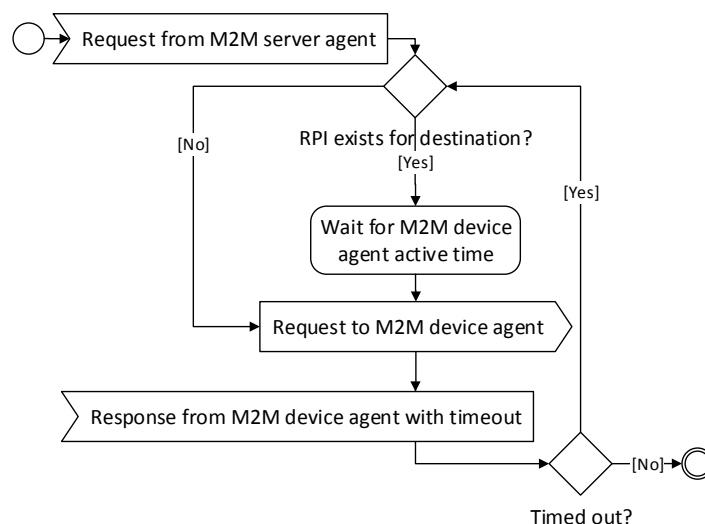 Request from M2M server agent
RPI exists for destination?
[No]
[Yes]
[Yes]
Wait for M2M device
agent active time
Request to M2M device agent
Response from M2M device agent with timeout
[No]
Timed out?